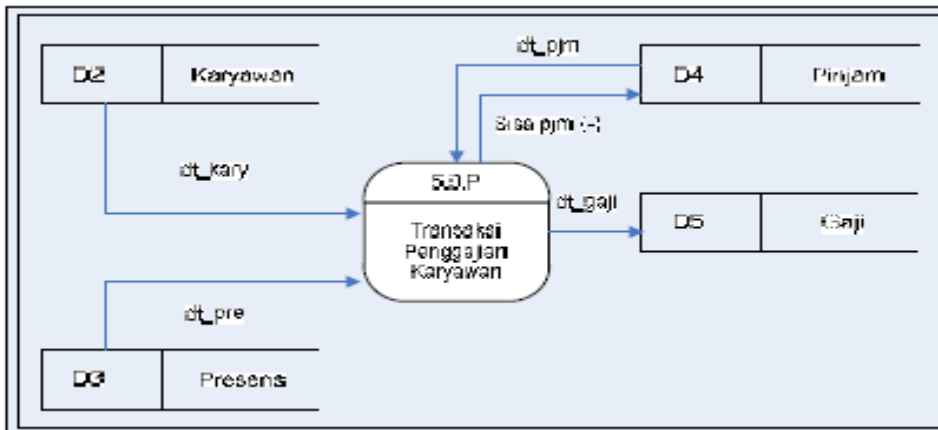 D2
Karyawan
dt_pjm
D4
Pinjam
Sisa pjm (-)
dt_kary
5.0.P
dt_gaji
Transaksi
Penggajian
Karyawan
D5
Gaji
dt_pre
D3
Presensi